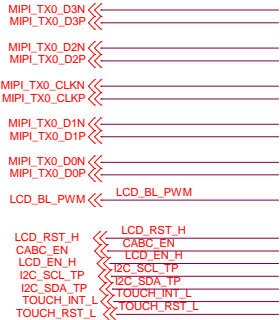 MIPI_TX0_D3N
MIPI_TX0_D3P
MIPI_TX0_D2N
MIPI_TX0_D2P
MIPI_TX0_CLKN
MIPI_TX0_CLKP
MIPI_TX0_D1N
MIPI_TX0_D1P
MIPI_TX0_D0N
MIPI_TX0_D0P
LCD_BL_PWM LCD_BL_PWM
LCD_RST_H LCD_RST_H
CABC_EN CABC_EN
LCD_EN_H LCD_EN_H
I2C_SCL_TP I2C_SCL_TP
I2C_SDA_TP I2C_SDA_TP
TOUCH_INT_L TOUCH_INT_L
TOUCH_RST_L TOUCH_RST_L